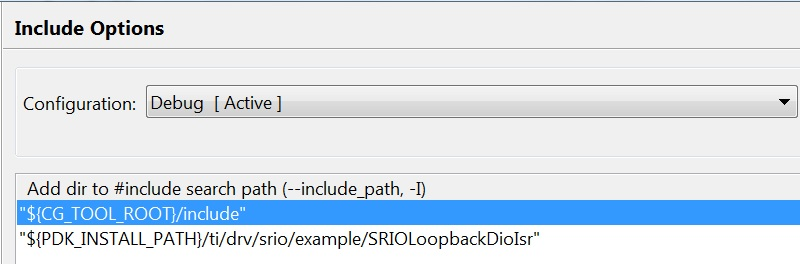 Include Options
Configuration: Debug [ Active ]
Add dir to #include search path (--include_path, -I)
"${CG_TOOL_ROOT}/include"
"${PDK_INSTALL_PATH}/ti/drv/srio/example/SRIOLoopbackDioIsr"